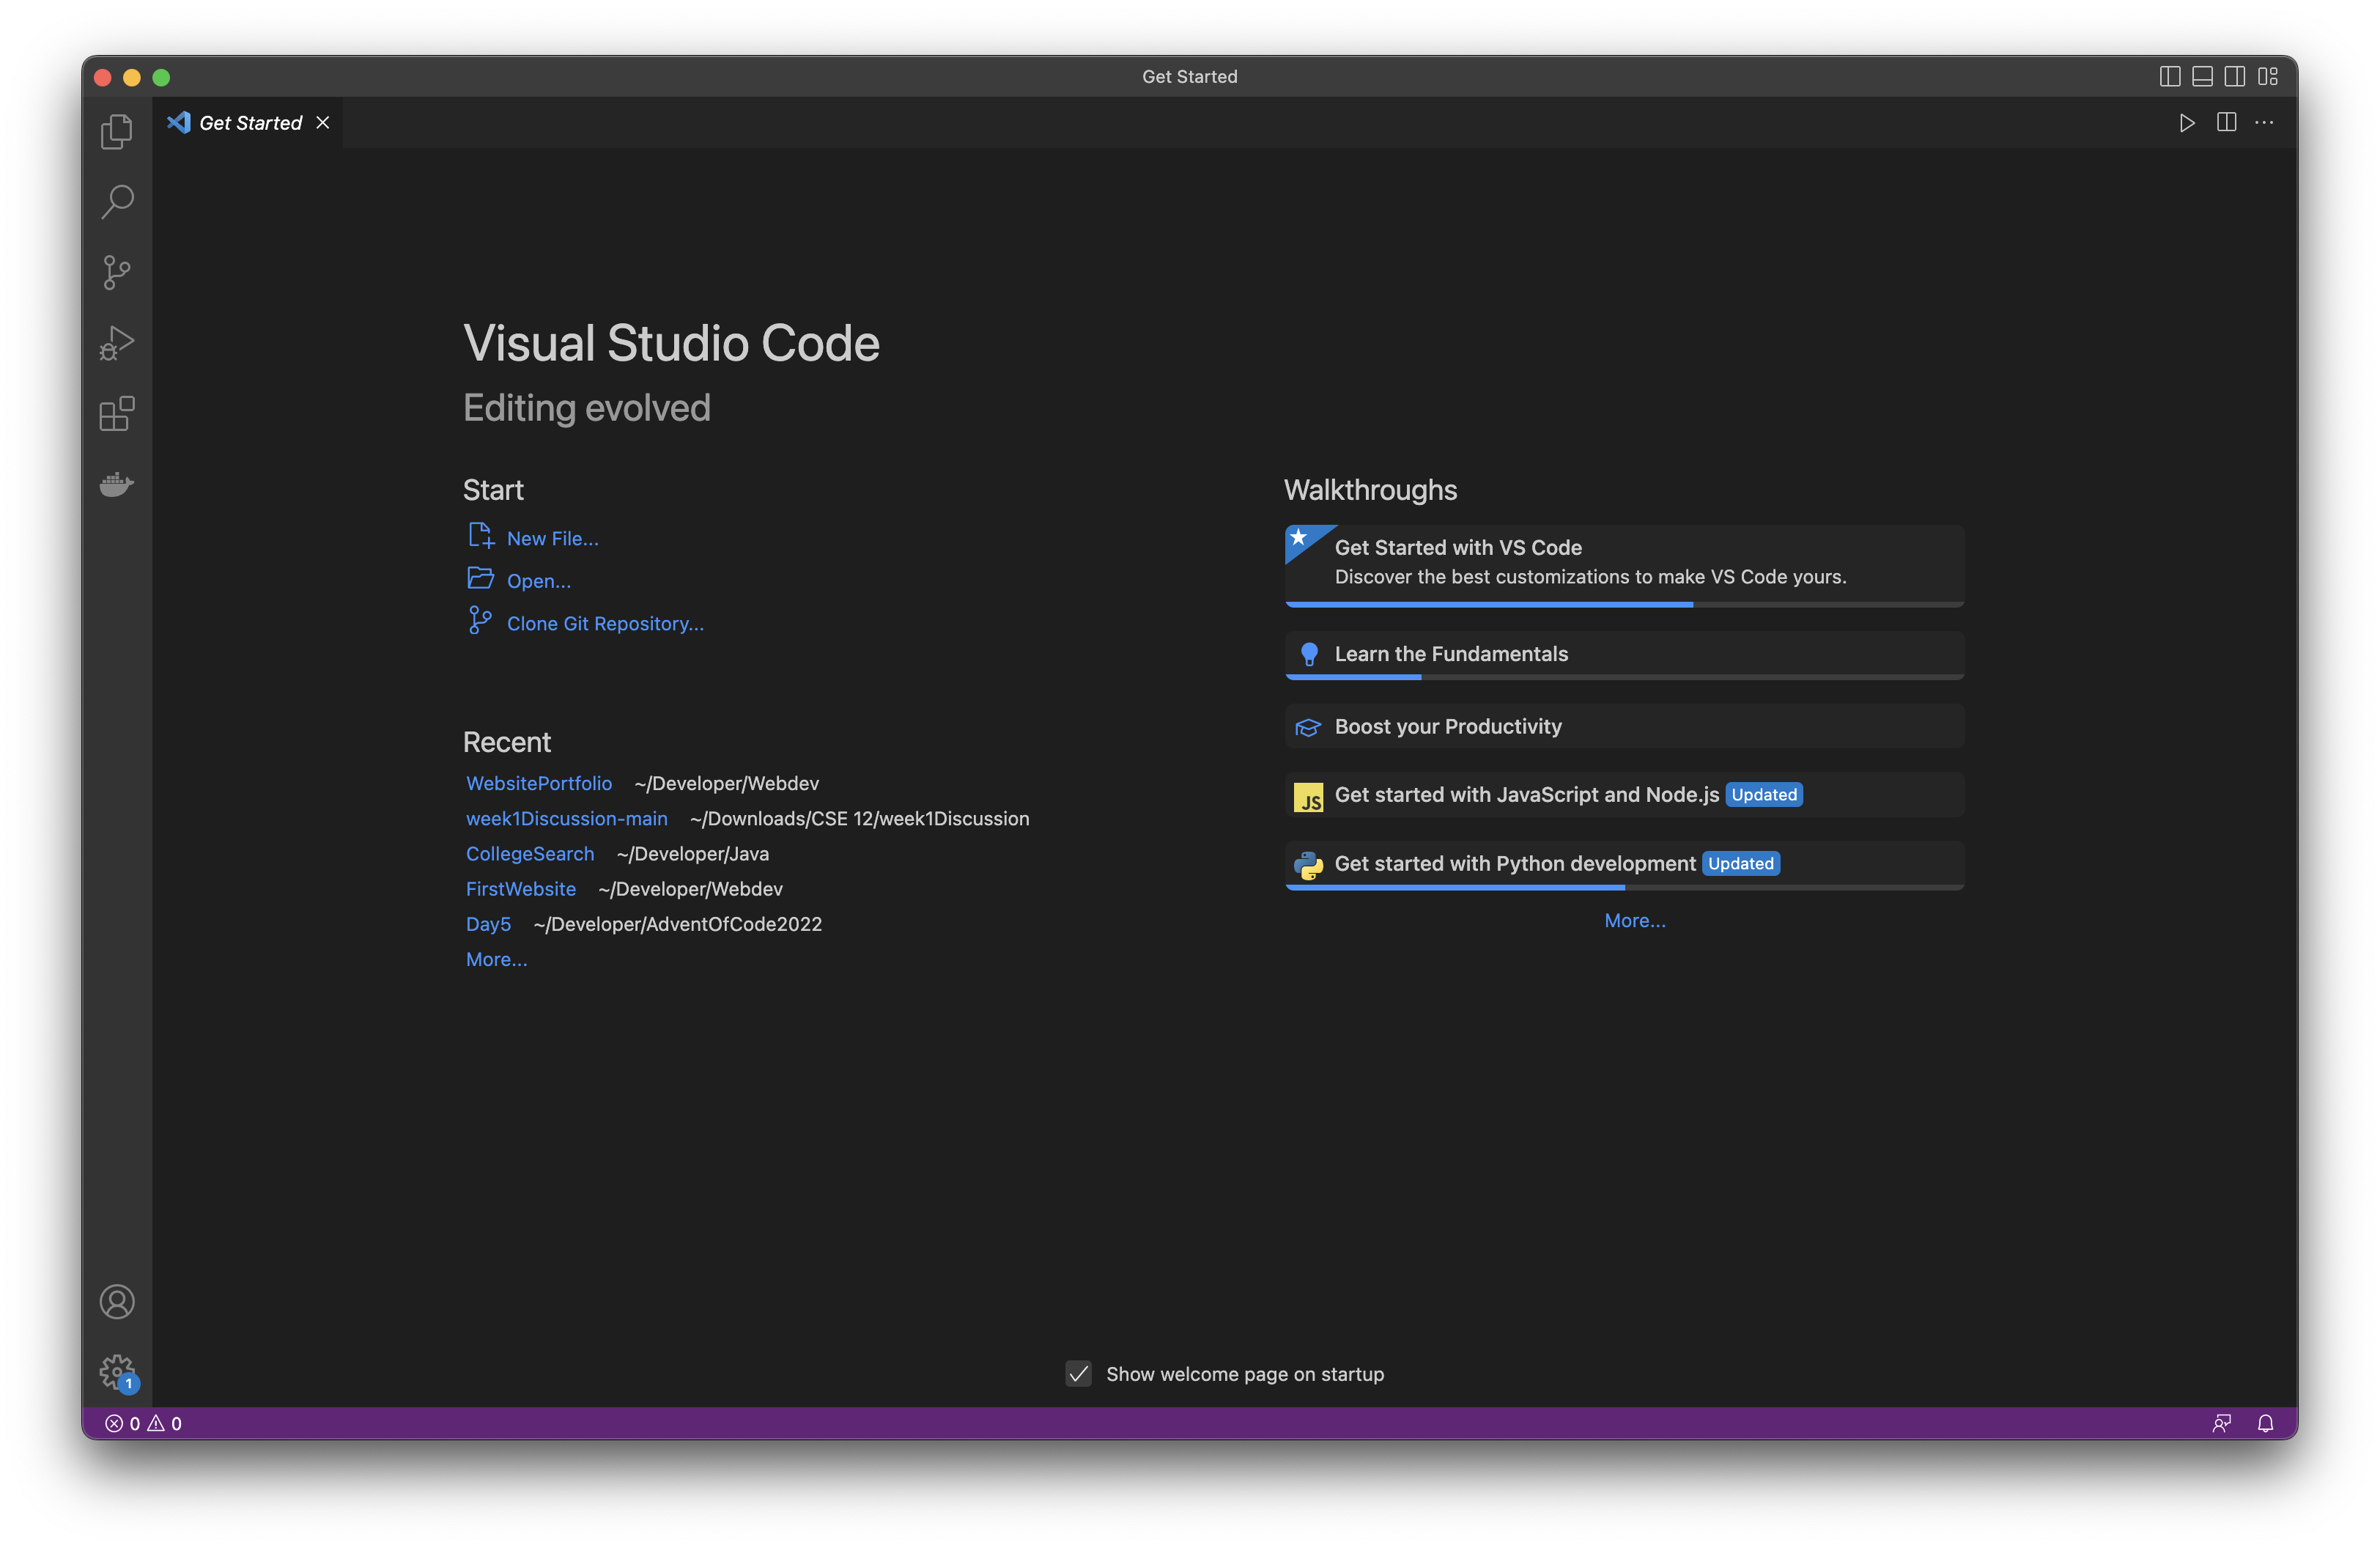 Get Started
Get Started
Visual Studio Code
Editing evolved
Start
New File...
Open...
Clone Git Repository...
Recent
WebsitePortfolio ~/Developer/Webdev
week1Discussion-main ~/Downloads/CSE 12/week1Discussion
CollegeSearch ~/Developer/Java
FirstWebsite ~/Developer/Webdev
Day5 ~/Developer/AdventOfCode2022
More...
Walkthroughs
Get Started with VS Code
Discover the best customizations to make VS Code yours.
Learn the Fundamentals
Boost your Productivity
JS Get started with JavaScript and Node.js Updated
Get started with Python development Updated
More...
Show welcome page on startup
1
0 0